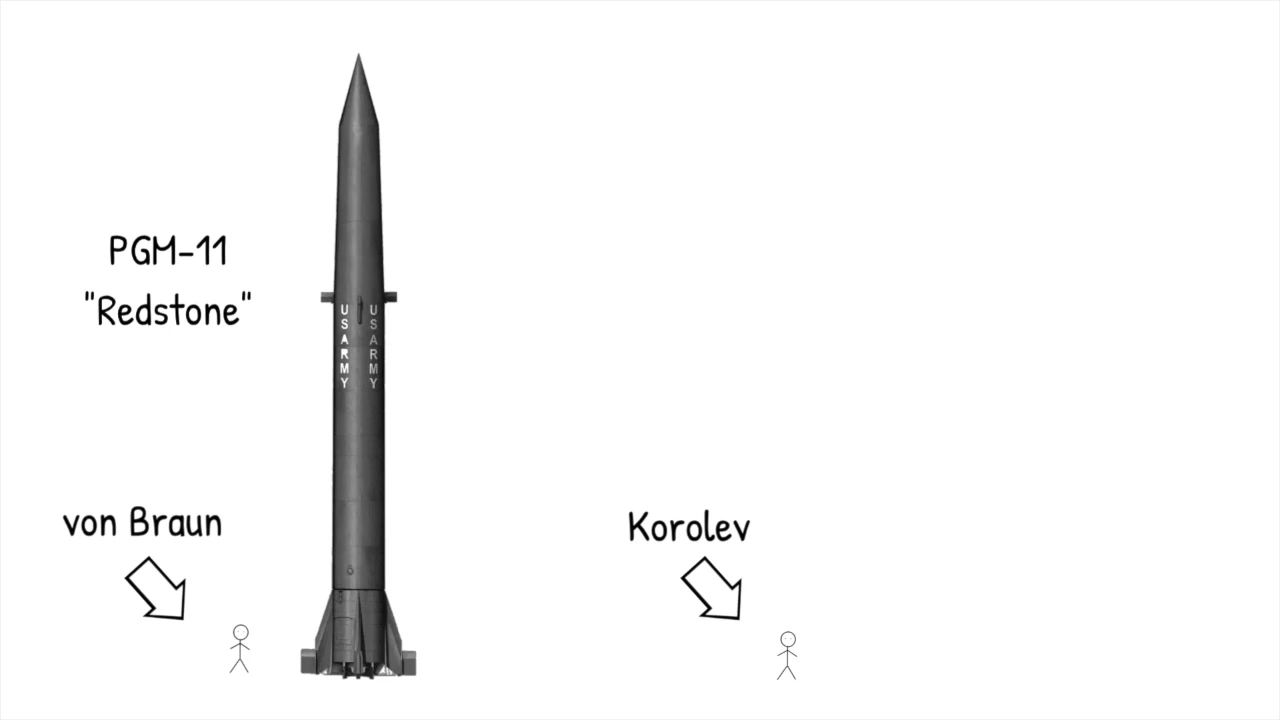 PGM-11
"Redstone"
USARMY
USARMY
von Braun
Korolev